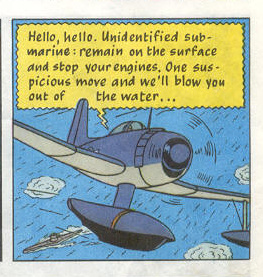 Hello, hello. Unidentified sub-
marine: remain on the surface
and stop your engines. One sus-
picious move and we'll blow you
out of the water...